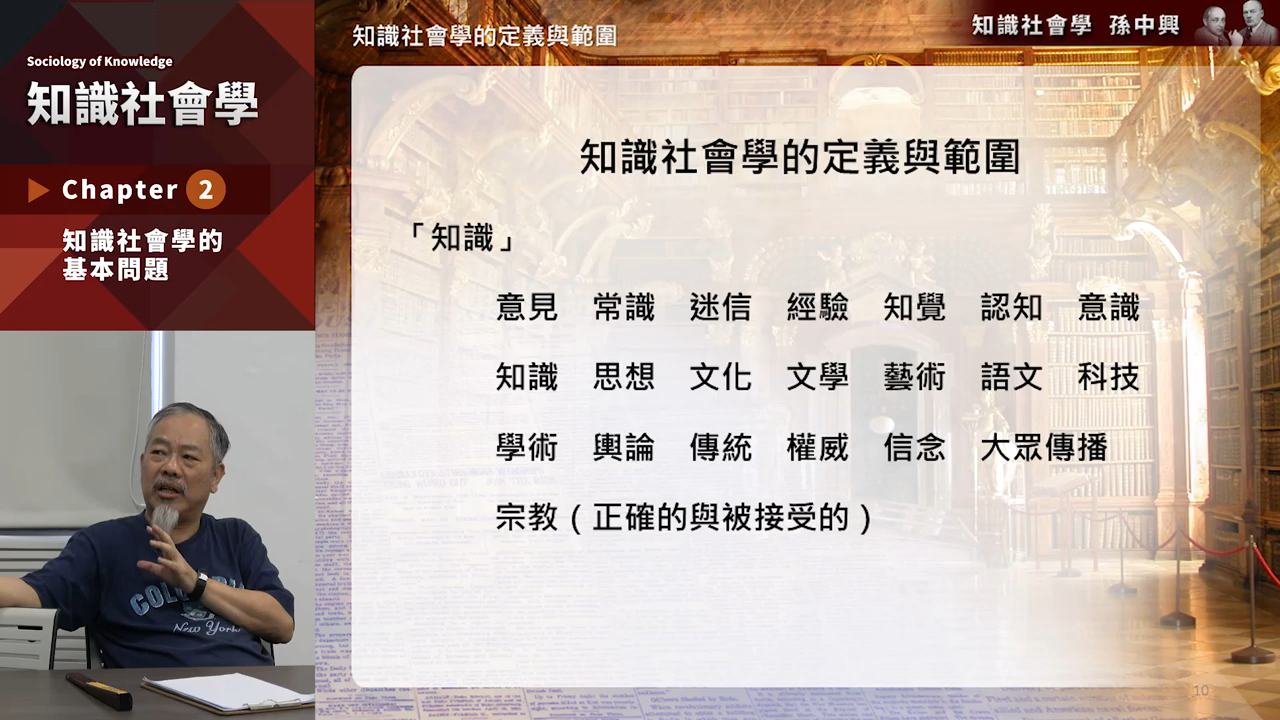 Sociology of Knowledge
知識社會學
Chapter 2
知識社會學的
基本問題
知識社會學的定義與範圍
知識社會學 孫中興
知識社會學的定義與範圍
「知識」
意見 常識 迷信 經驗 知覺 認知 意識
知識 思想 文化 文學 藝術 語文 科技
學術 輿論 傳統 權威 信念 大眾傳播
宗教（正確的與被接受的）
New York
10